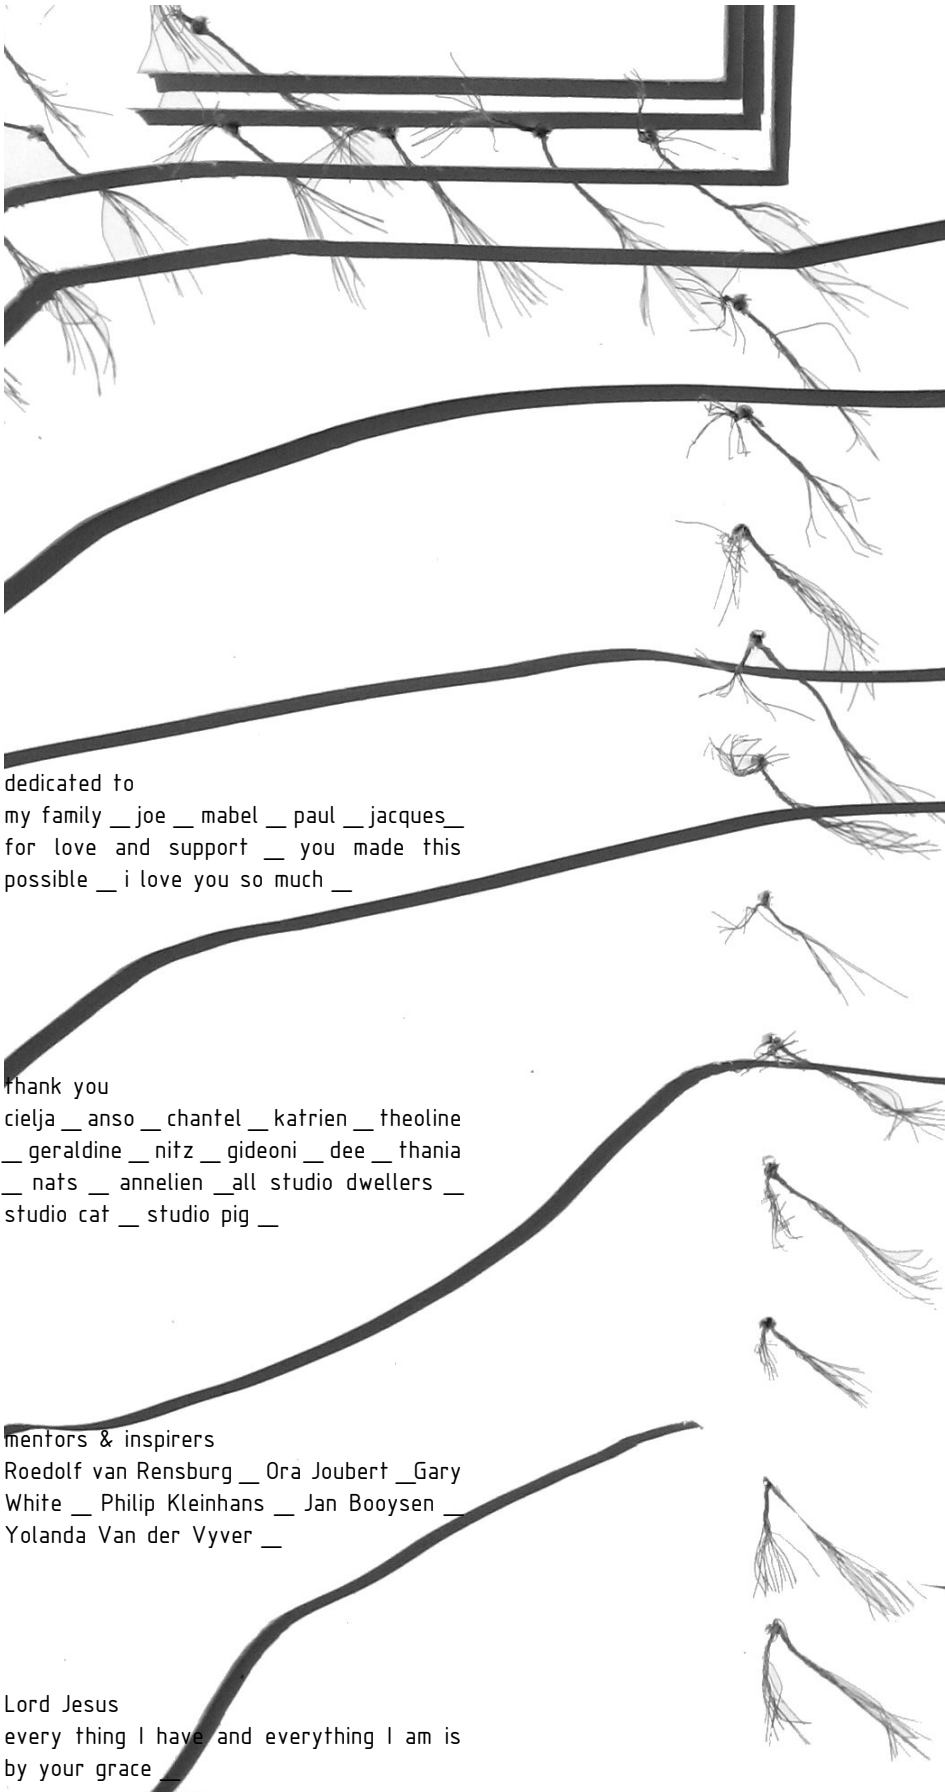 dedicated to
my family __ joe __ mabel __ paul __ jacques__
for love and support __ you made this
possible __ i love you so much __
thank you
cielja __ anso __ chantel __ katrien __ theoline
__ geraldine __ nitz __ gideoni __ dee __ thania
__ nats __ annelien __all studio dwellers __
studio cat __ studio pig __
mentors & inspirers
Roedolf van Rensburg __ Ora Joubert __Gary
White __ Philip Kleinhans __ Jan Booysen __
Yolanda Van der Vyver __
Lord Jesus
every thing I have and everything I am is
by your grace __